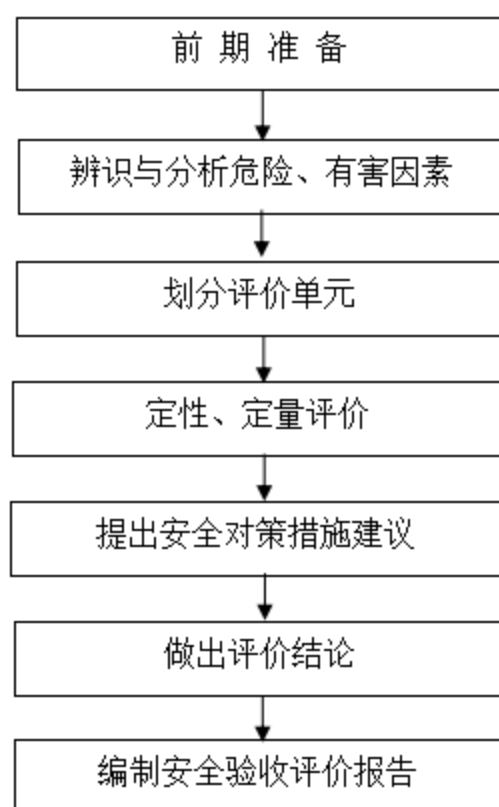 前 期 准 备
辨识与分析危险、有害因素
划分评价单元
定性、定量评价
提出安全对策措施建议
做出评价结论
编制安全验收评价报告